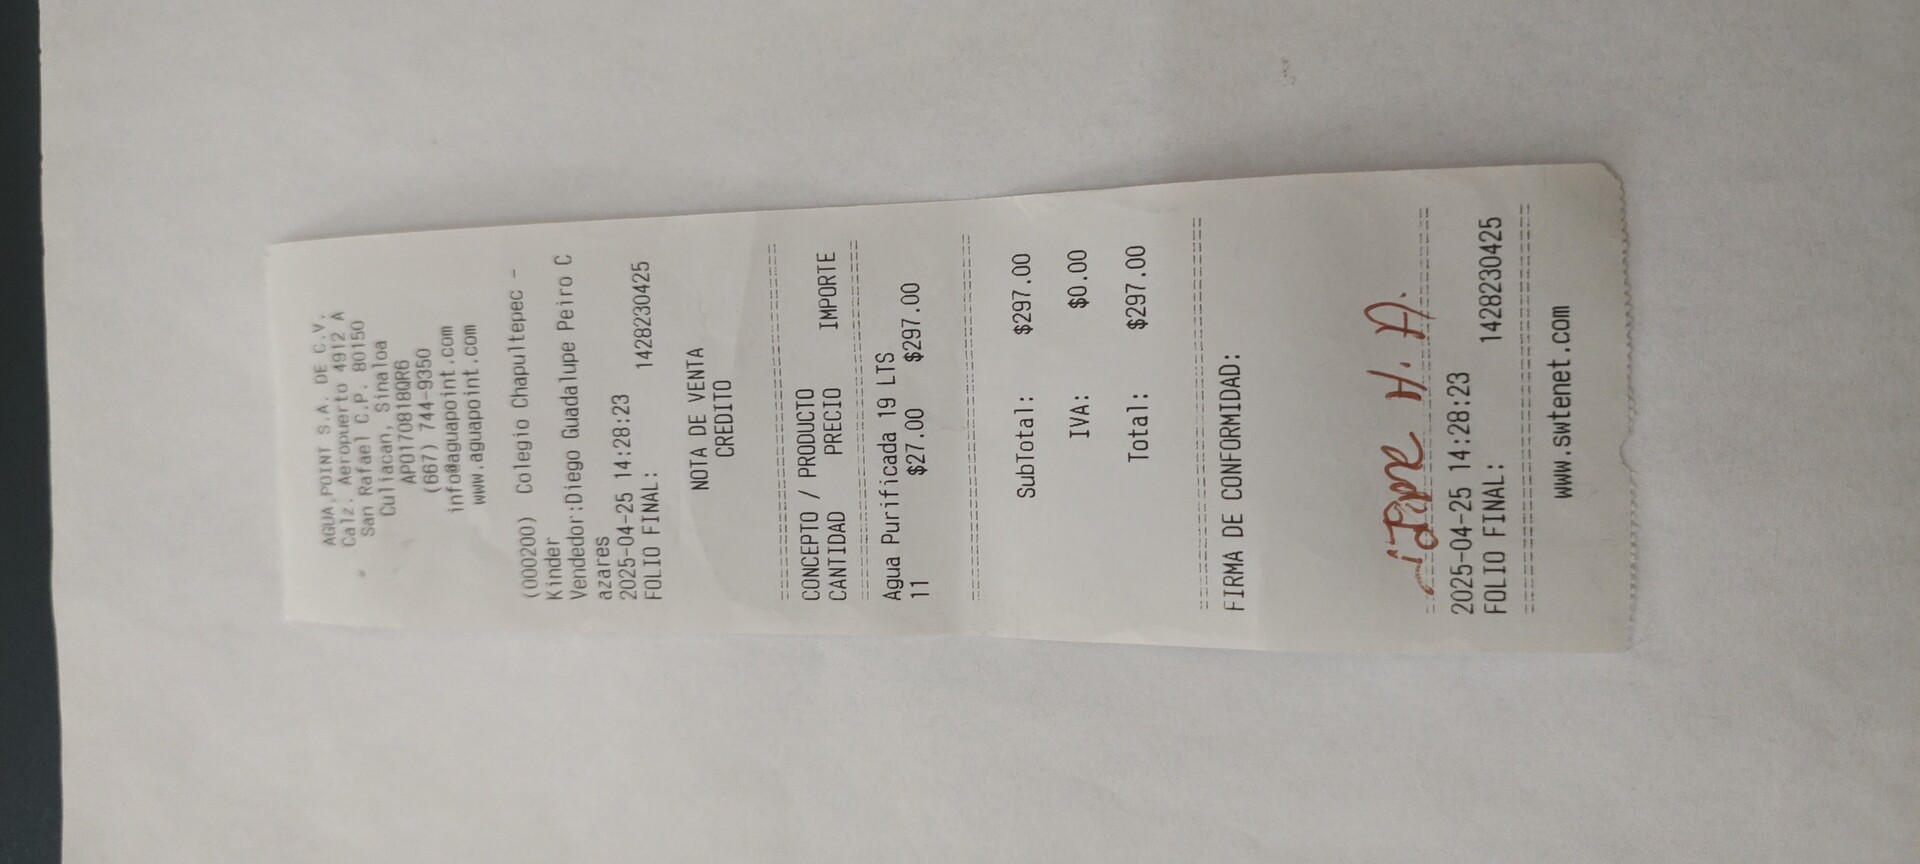 AGUA POINT S.A. DE C.V.
Calz. Aeropuerto 4912 A
San Rafael C.P. 80150
Culiacan, Sinaloa
APO170818QR6
(667) 744-9350
info@aguapoint.com
www.aguapoint.com
(000200) Colegio Chapultepec -
Kinder
Vendedor:Diego Guadalupe Peiro C
azares
2025-04-25 14:28:23
FOLIO FINAL: 1428230425
NOTA DE VENTA
CREDITO
================================
CONCEPTO / PRODUCTO
CANTIDAD PRECIO IMPORTE
================================
Agua Purificada 19 LTS
11 $27.00 $297.00
================================
SubTotal: $297.00
IVA: $0.00
Total: $297.00
================================
FIRMA DE CONFORMIDAD:
================================
2025-04-25 14:28:23
FOLIO FINAL: 1428230425
================================
www.swtenet.com